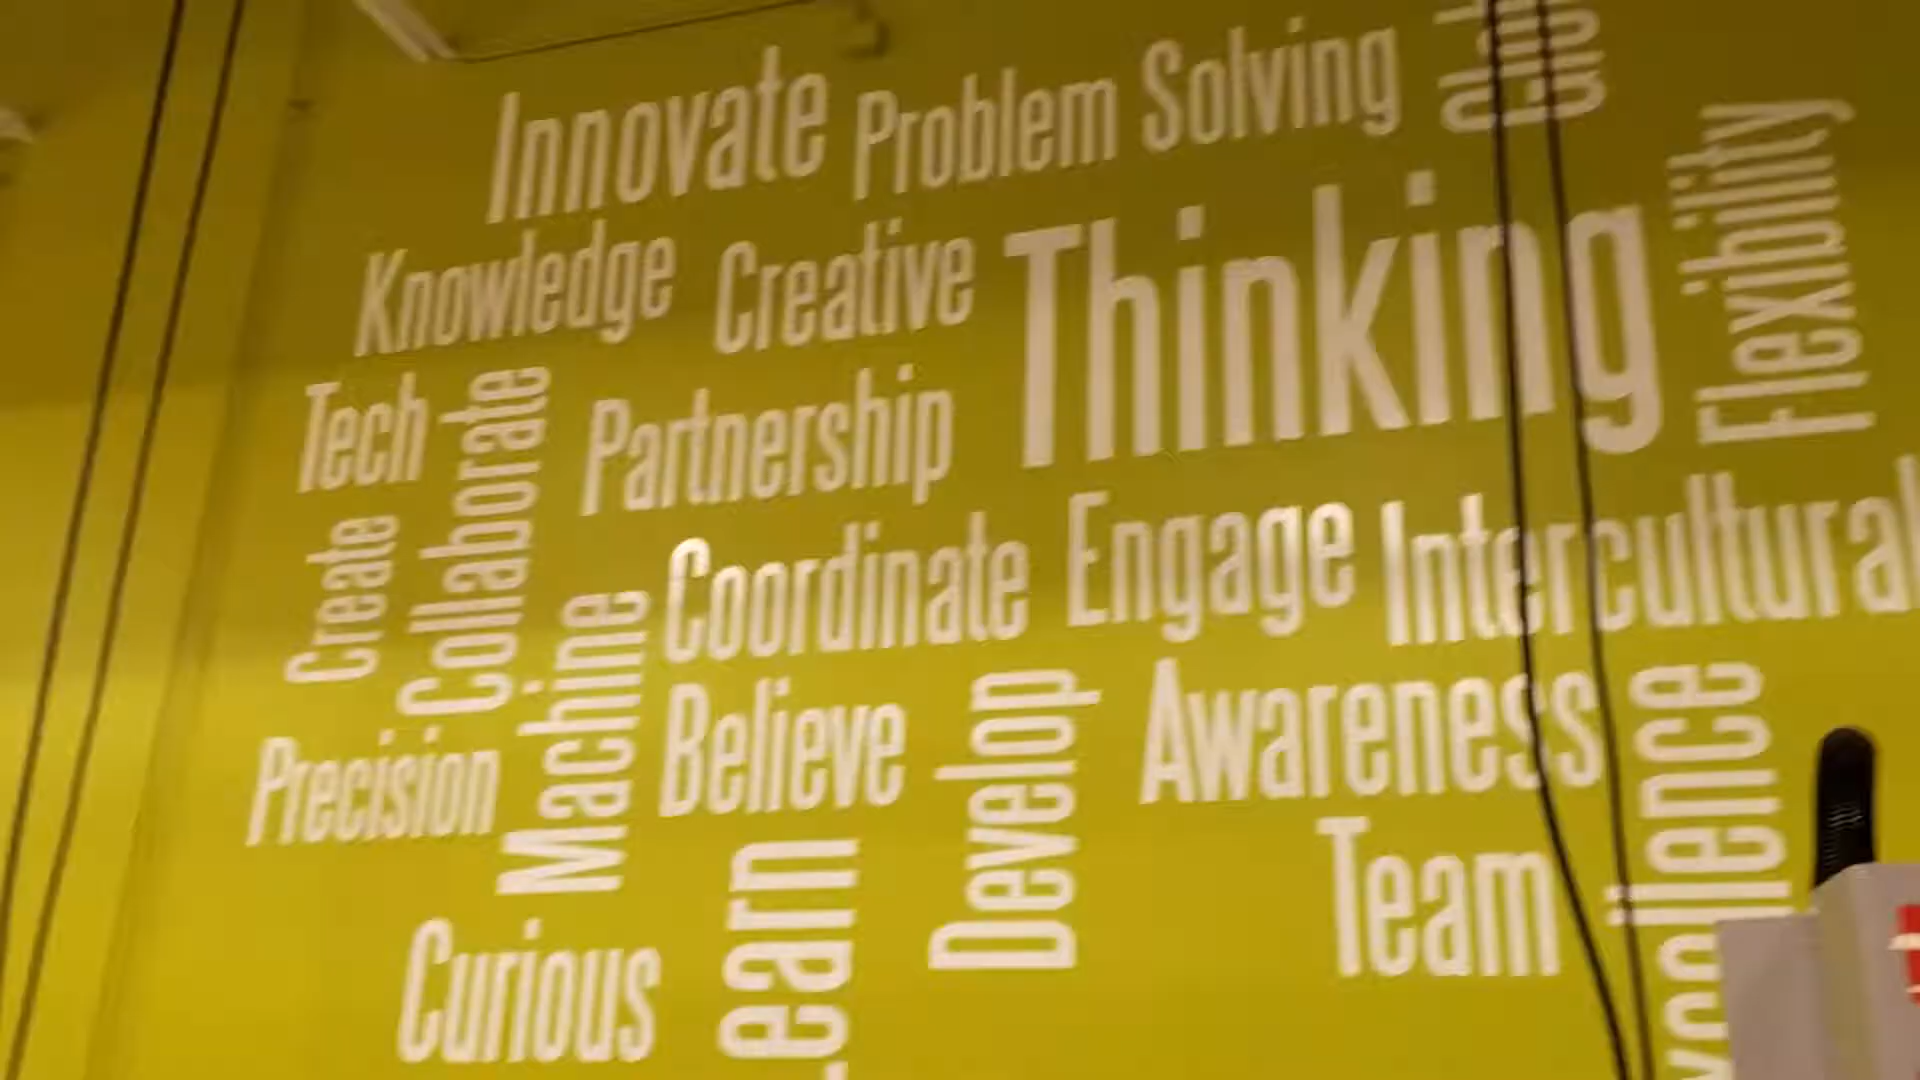 Innovate
Problem Solving
Knowledge
Creative
Thinking
Flexibility
Tech
Collaborate
Partnership
Create
Coordinate
Engage
Intercultural
Machine
Believe
Develop
Awareness
Precision
Learn
Team
Curious